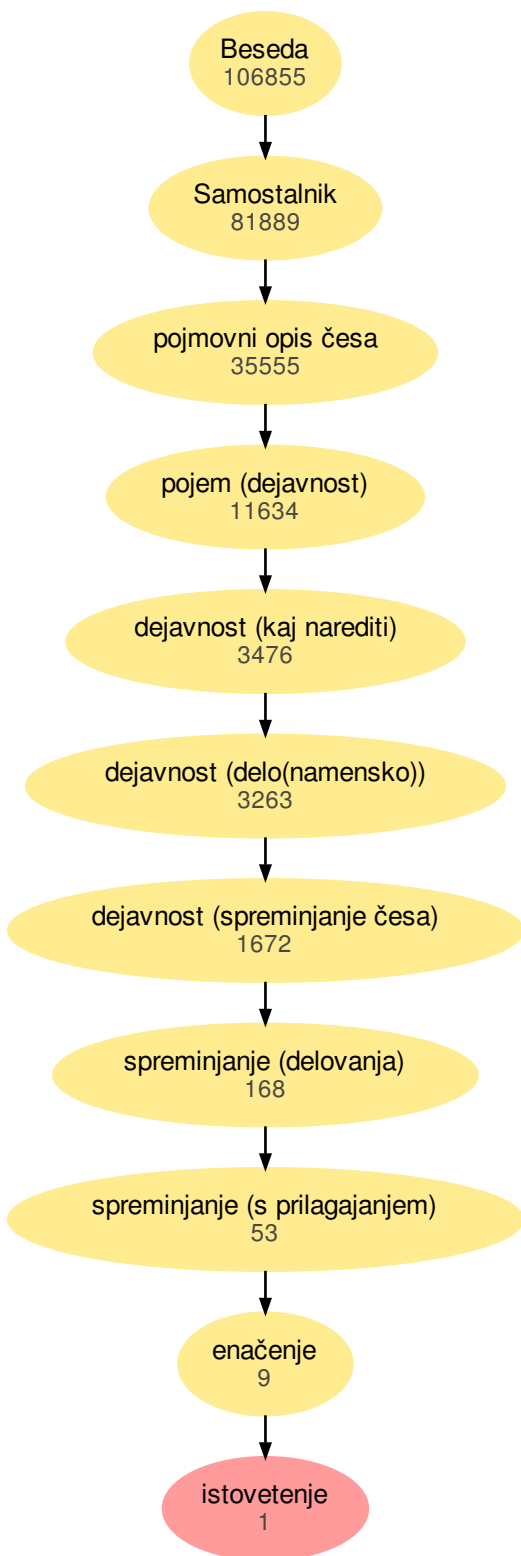 Beseda
106855
Samostalnik
81889
pojmovni opis česa
35555
pojem (dejavnost)
11634
dejavnost (kaj narediti)
3476
dejavnost (delo(namensko))
3263
dejavnost (spreminjanje česa)
1672
spreminjanje (delovanja)
168
spreminjanje (s prilagajanjem)
53
enačenje
9
istovetenje
1